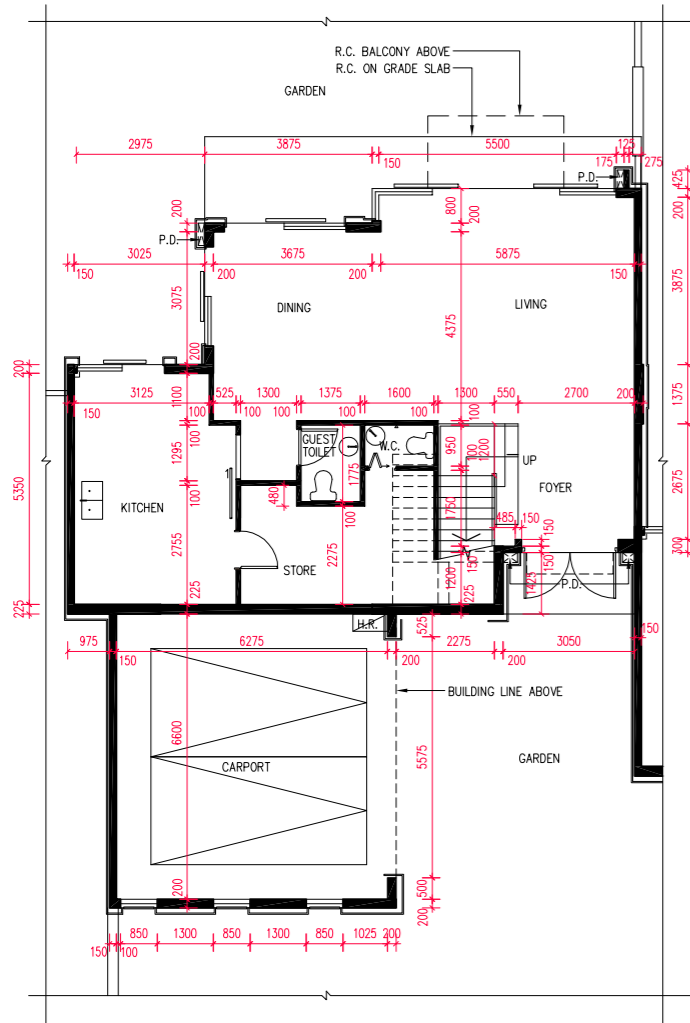 R.C. BALCONY ABOVE
R.C. ON GRADE SLAB
GARDEN
2975 3875 5500 125
150 175 275
P.D.
425
200 800 200 200
P.D.
3025 3675 5875
150 200 200 150
3075 3875
DINING LIVING
4375
200 200
3125 525 1300 1375 1600 1300 550 2700 200
150 100 100 100 100 100 100
1100 1375
1295 100 GUEST TOILET W.C. 950 100 1200
1775 UP
5350 KITCHEN 100 480 1750 FOYER 2675
100 485 150
2755 2275 150 300
STORE 150 150
225 1200 1425 P.D.
225 225
H.R. 525
975 6275 2275 3050 150
150 200 200
BUILDING LINE ABOVE
6600 5575
CARPORT GARDEN
200 500
200
850 1300 850 1300 850 1025 200
150 100